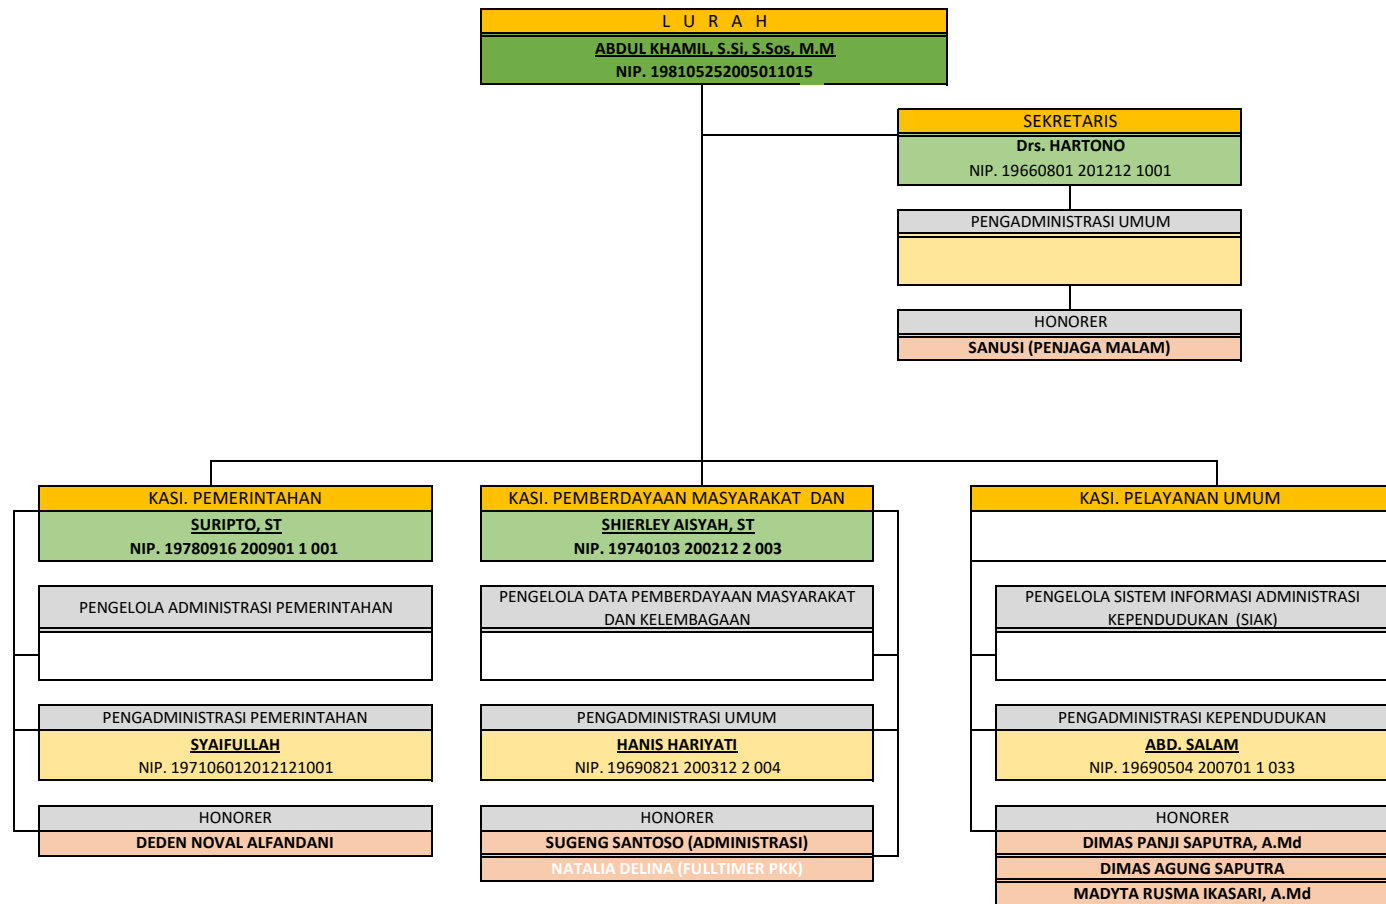 L U R A H
ABDUL KHAMIL, S.Si, S.Sos, M.M
NIP. 198105252005011015
SEKRETARIS
Drs. HARTONO
NIP. 19660801 201212 1001
PENGADMINISTRASI UMUM
HONORER
SANUSI (PENJAGA MALAM)
KASI. PEMERINTAHAN
SURIPTO, ST
NIP. 19780916 200901 1 001
PENGELOLA ADMINISTRASI PEMERINTAHAN
PENGADMINISTRASI PEMERINTAHAN
SYAIFULLAH
NIP. 197106012012121001
HONORER
DEDEN NOVAL ALFANDANI
KASI. PEMBERDAYAAN MASYARAKAT DAN
SHIERLEY AISYAH, ST
NIP. 19740103 200212 2 003
PENGELOLA DATA PEMBERDAYAAN MASYARAKAT
DAN KELEMBAGAAN
PENGADMINISTRASI UMUM
HANIS HARIYATI
NIP. 19690821 200312 2 004
HONORER
SUGENG SANTOSO (ADMINISTRASI)
NATALIA DELINA (FULLTIMER PKK)
KASI. PELAYANAN UMUM
PENGELOLA SISTEM INFORMASI ADMINISTRASI
KEPENDUDUKAN (SIAK)
PENGADMINISTRASI KEPENDUDUKAN
ABD. SALAM
NIP. 19690504 200701 1 033
HONORER
DIMAS PANJI SAPUTRA, A.Md
DIMAS AGUNG SAPUTRA
MADYTA RUSMA IKASARI, A.Md